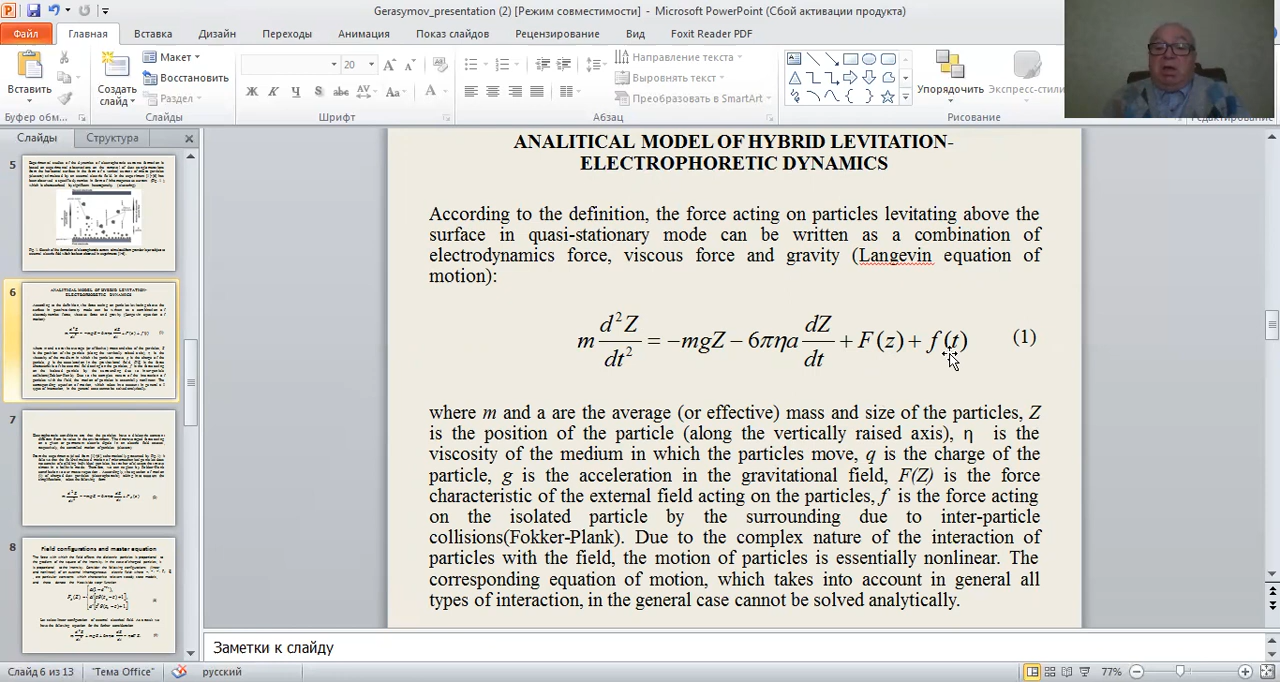 Gerasymov_presentation (2) [Режим совместимости] - Microsoft PowerPoint (Сбой активации продукта)
Файл Главная Вставка Дизайн Переходы Анимация Показ слайдов Рецензирование Вид Foxit Reader PDF
Вставить
Создать слайд
Макет
Восстановить
Раздел
20
Ж К Ч S abc AV Aa A
Направление текста
Выровнять текст
Преобразовать в SmartArt
Упорядочить
Экспресс-стили
Буфер обм...
Слайды
Шрифт
Абзац
Рисование
Редактирование
Слайды Структура
5
6
7
8
Field configurations and master equation
ANALITICAL MODEL OF HYBRID LEVITATION-
ELECTROPHORETIC DYNAMICS
According to the definition, the force acting on particles levitating above the
surface in quasi-stationary mode can be written as a combination of
electrodynamics force, viscous force and gravity (Langevin equation of
motion):
m d²Z/dt² = −mgZ − 6πηa dZ/dt + F(z) + f(t) (1)
where m and a are the average (or effective) mass and size of the particles, Z
is the position of the particle (along the vertically raised axis), η is the
viscosity of the medium in which the particles move, q is the charge of the
particle, g is the acceleration in the gravitational field, F(Z) is the force
characteristic of the external field acting on the particles, f is the force acting
on the isolated particle by the surrounding due to inter-particle
collisions(Fokker-Plank). Due to the complex nature of the interaction of
particles with the field, the motion of particles is essentially nonlinear. The
corresponding equation of motion, which takes into account in general all
types of interaction, in the general case cannot be solved analytically.
Заметки к слайду
Слайд 6 из 13 "Тема Office" русский 77%